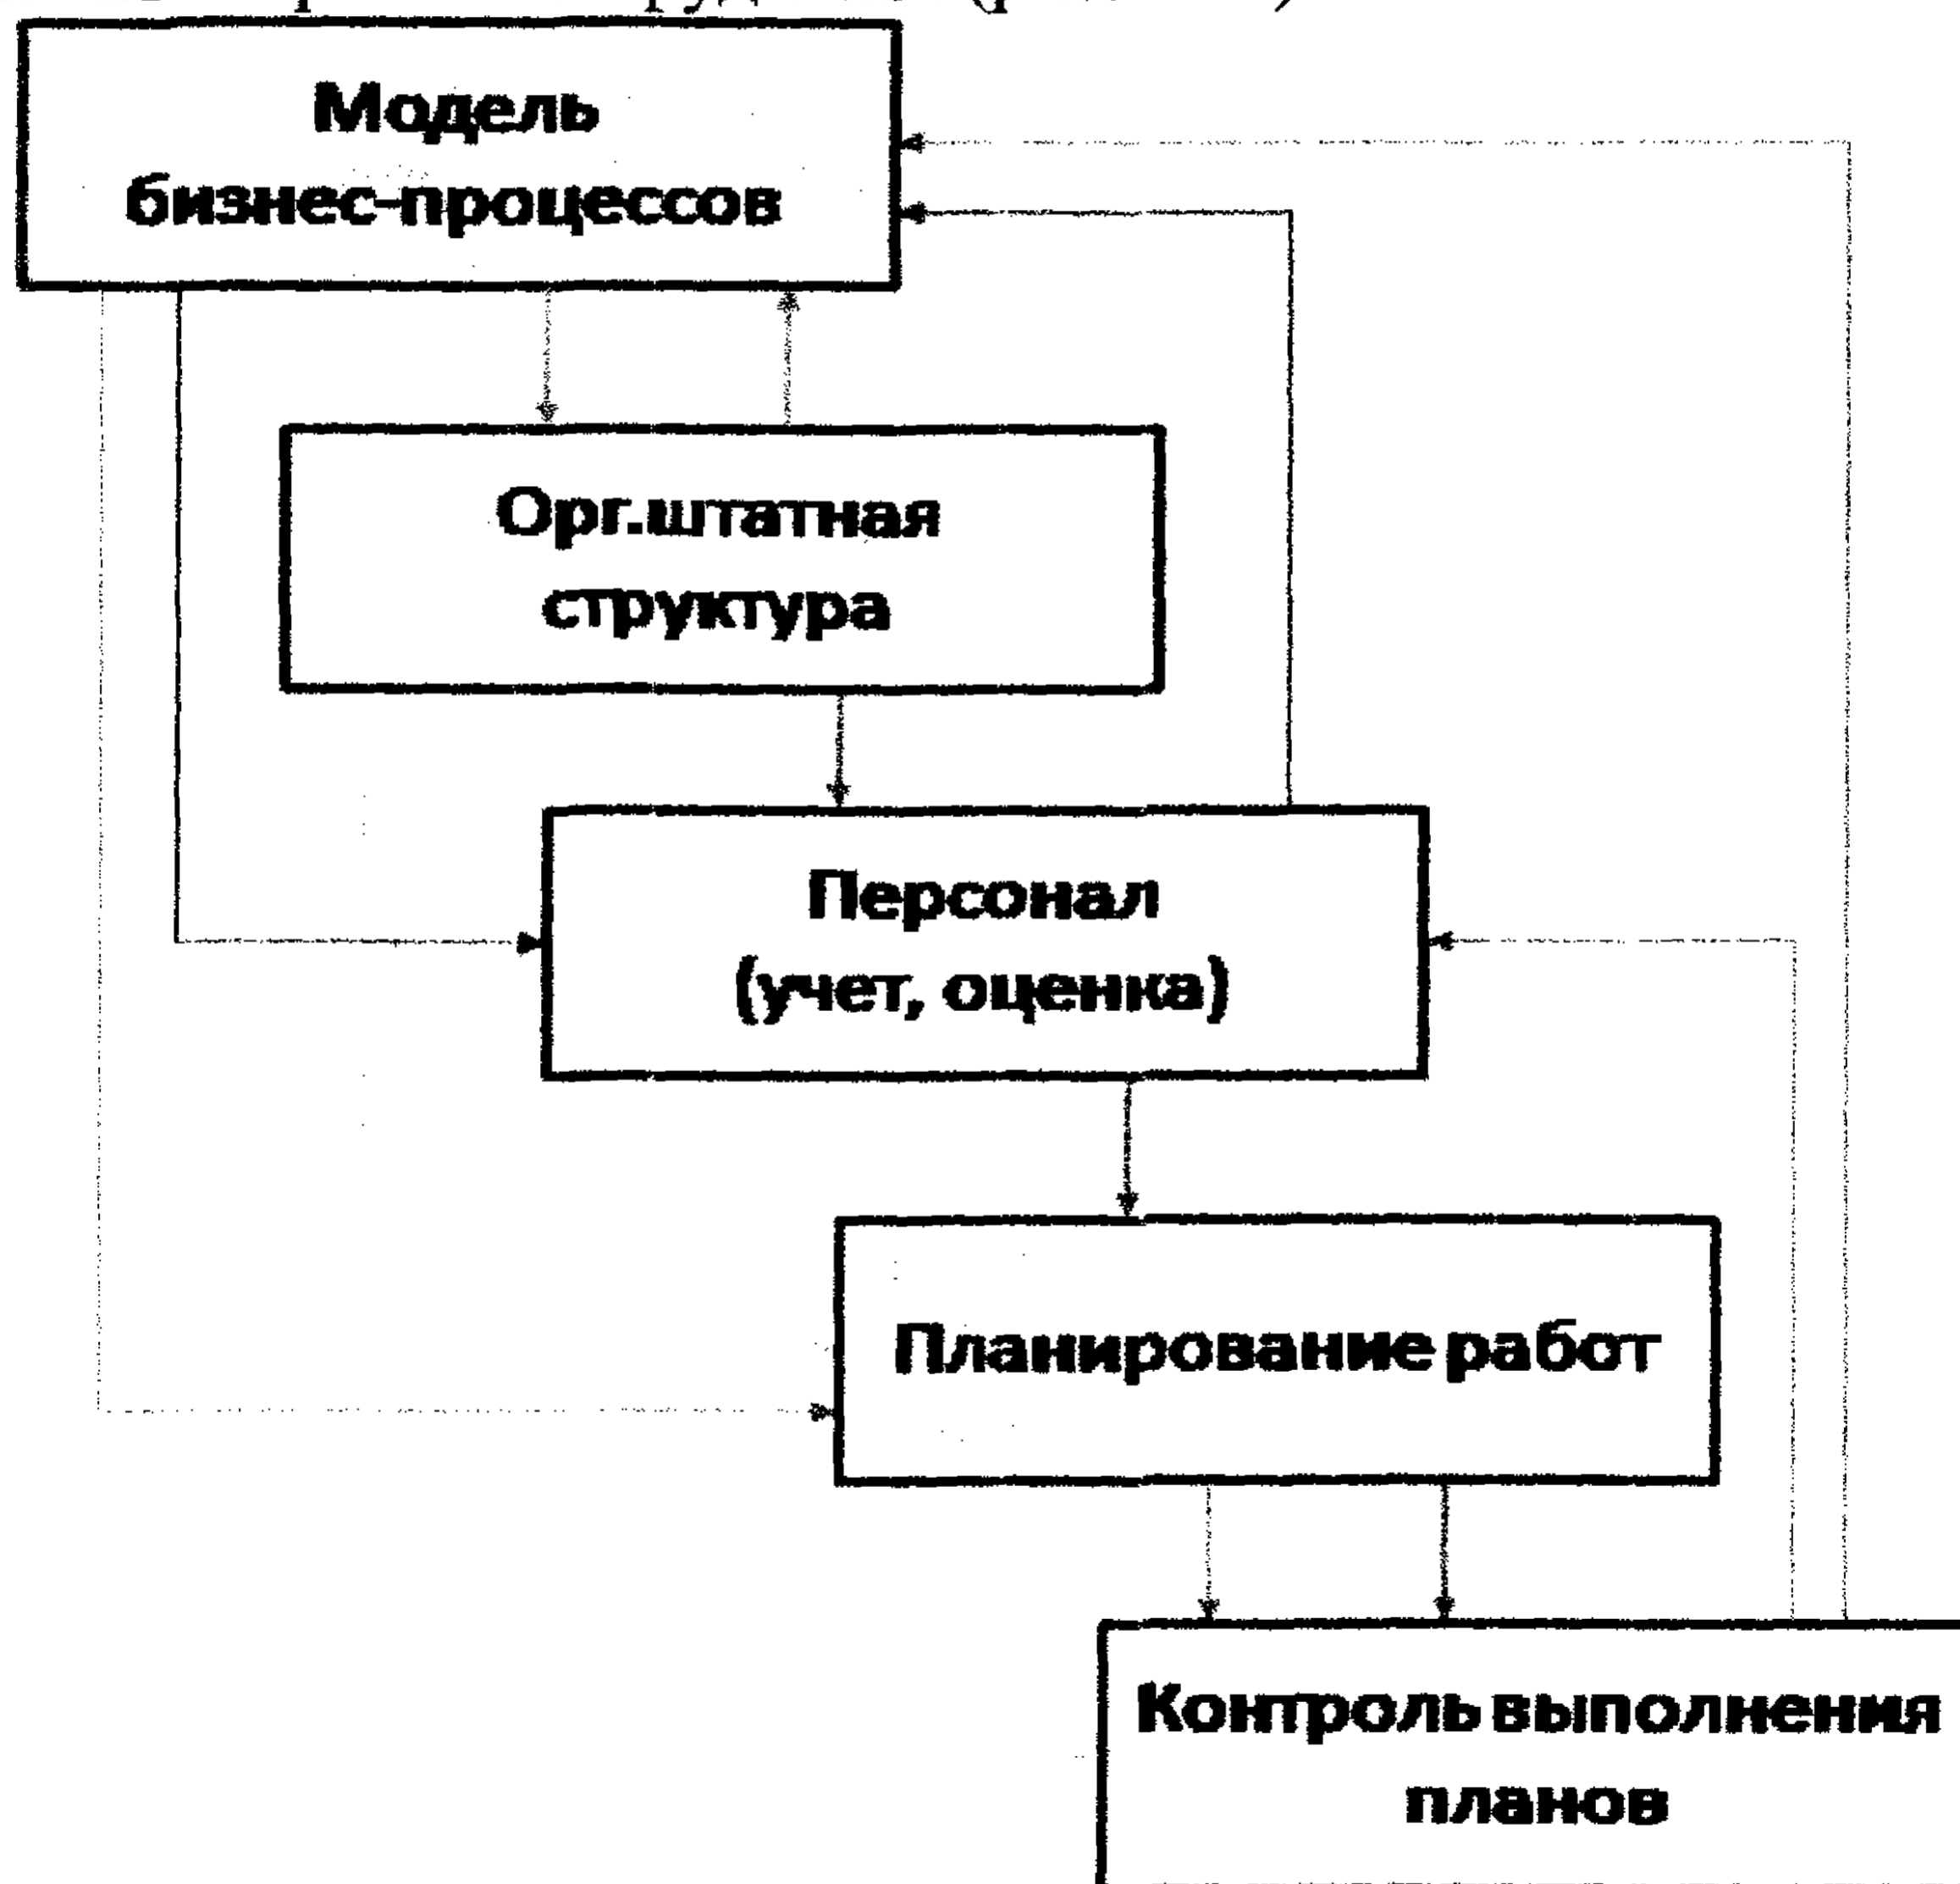 Модель
бизнес-процессов
Орг.штатная
структура
Персонал
(учет, оценка)
Планирование работ
Контроль выполнения
планов